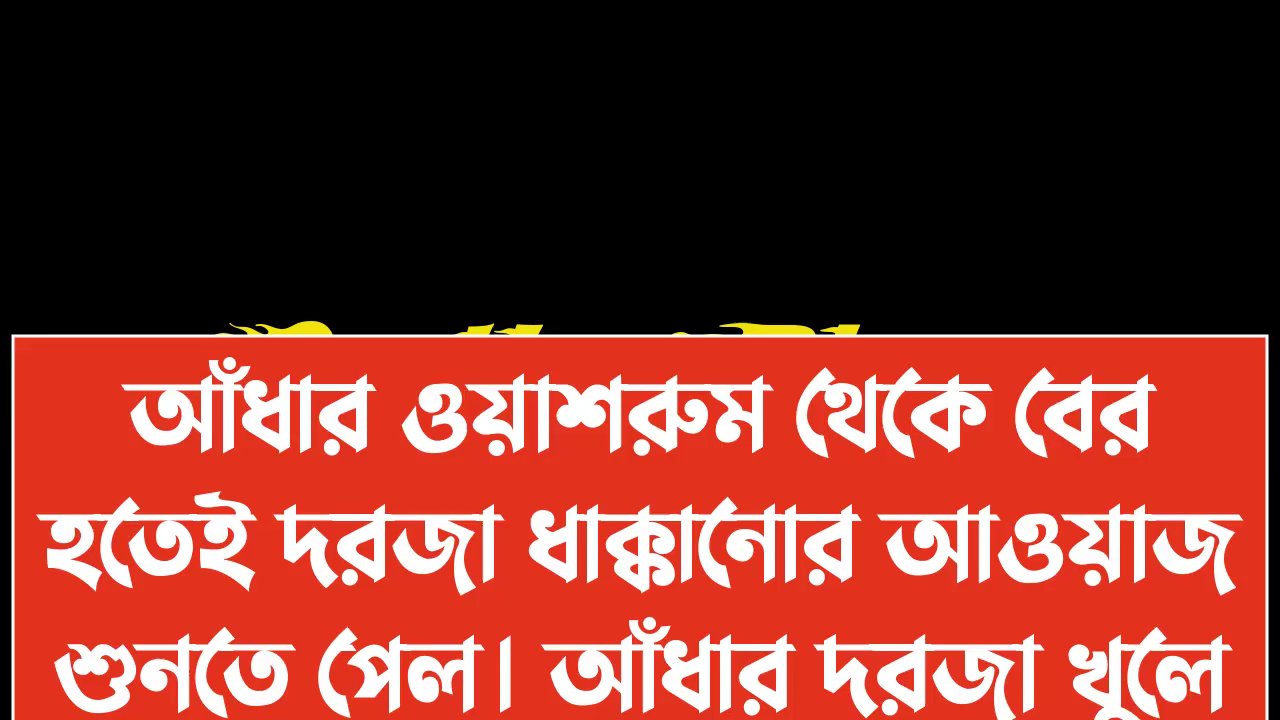 আঁধার ওয়াশরুম থেকে বের
হতেই দরজা ধাক্কানোর আওয়াজ
শুনতে পেল। আঁধার দরজা খুলে